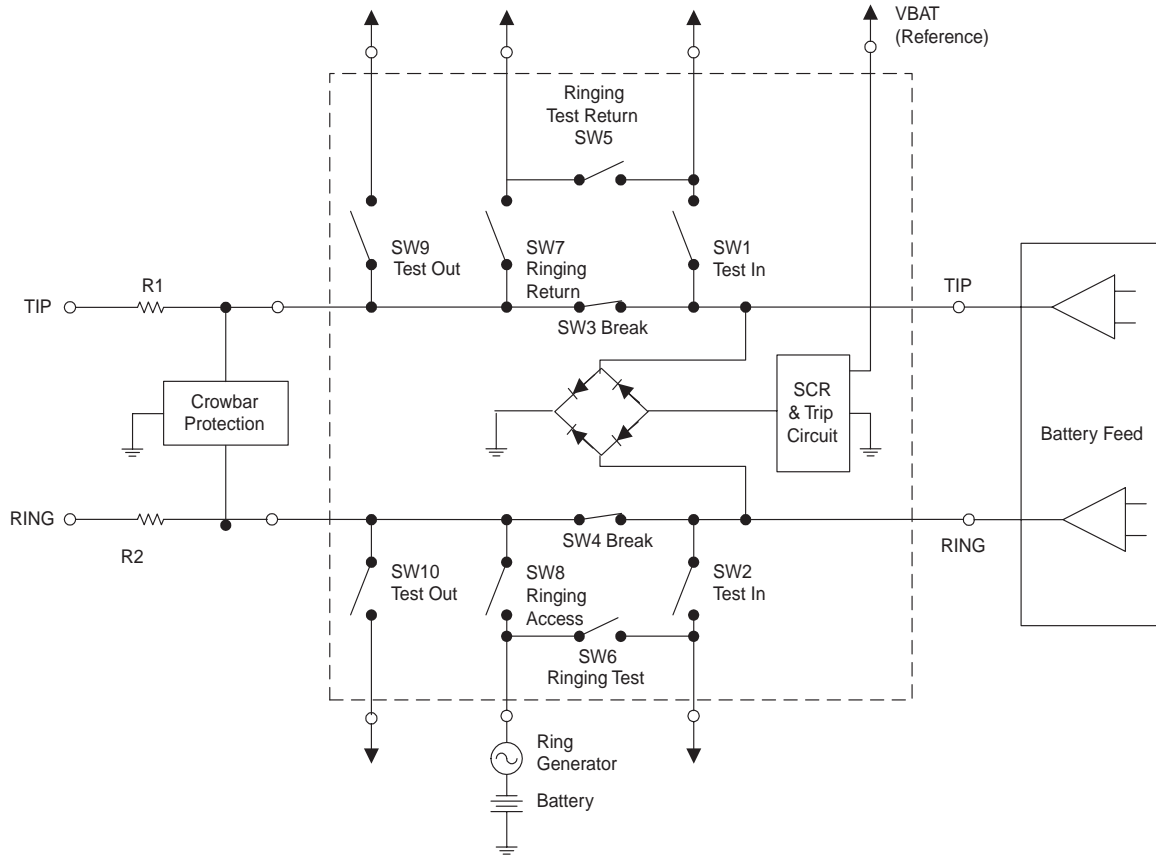 VBAT
(Reference)
Ringing
Test Return
SW5
SW9
Test Out
SW7
Ringing
Return
SW1
Test In
R1
TIP
TIP
SW3 Break
Crowbar
Protection
SCR
& Trip
Circuit
Battery Feed
RING
SW4 Break
RING
R2
SW10
Test Out
SW8
Ringing
Access
SW2
Test In
SW6
Ringing Test
Ring
Generator
Battery